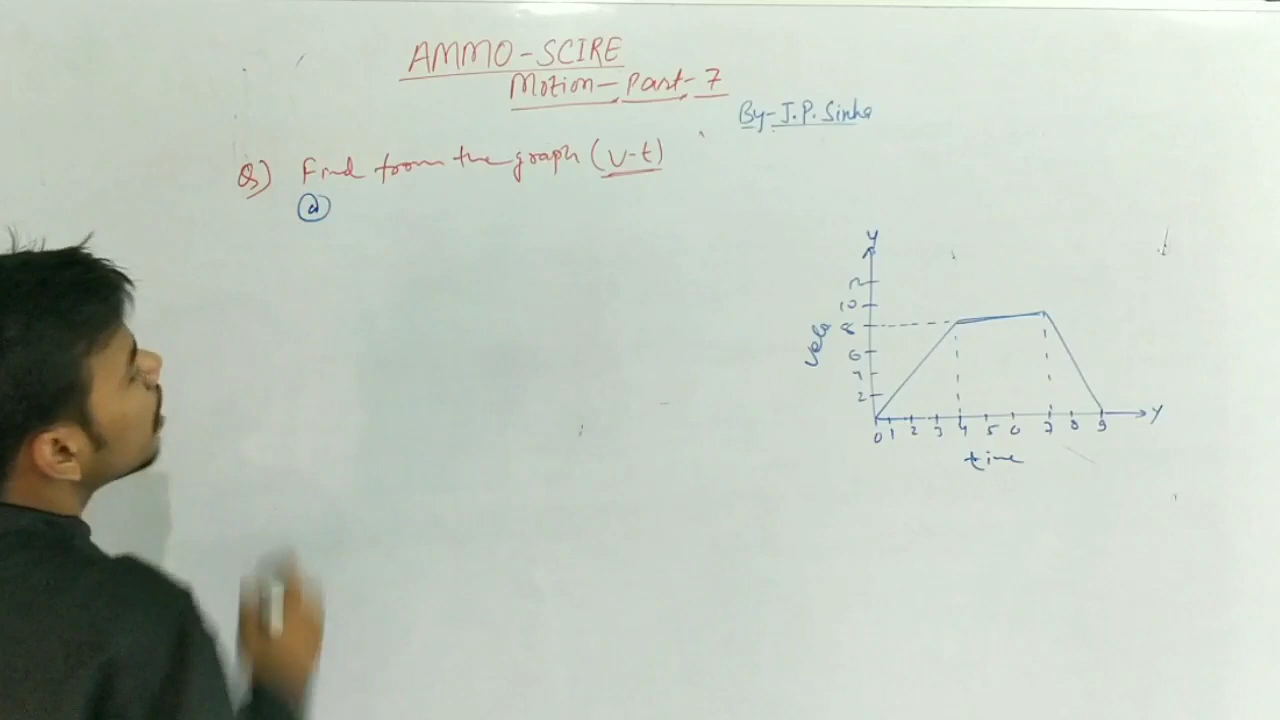 AMMO-SCIRE
Motion-Part-7
By-J.P. Sinha
Q) Find from the graph (V-t)
a
y
10
8
6
4
2
Velo
0 1 2 3 4 5 6 7 8 9
y
time